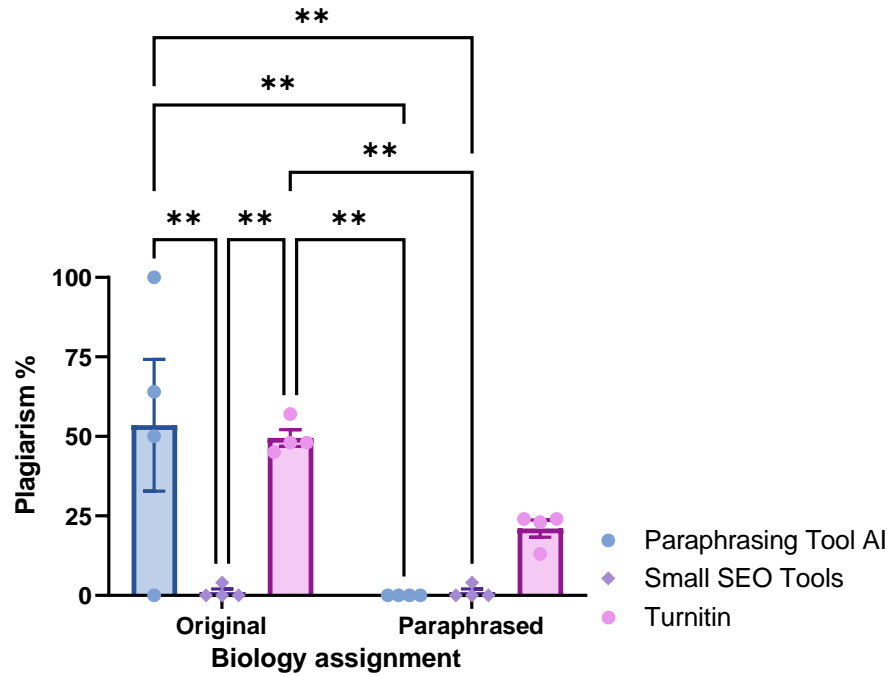 **
**
**
** ** **
100
75
50
25
0
Plagiarism %
Original Paraphrased
Biology assignment
Paraphrasing Tool AI
Small SEO Tools
Turnitin